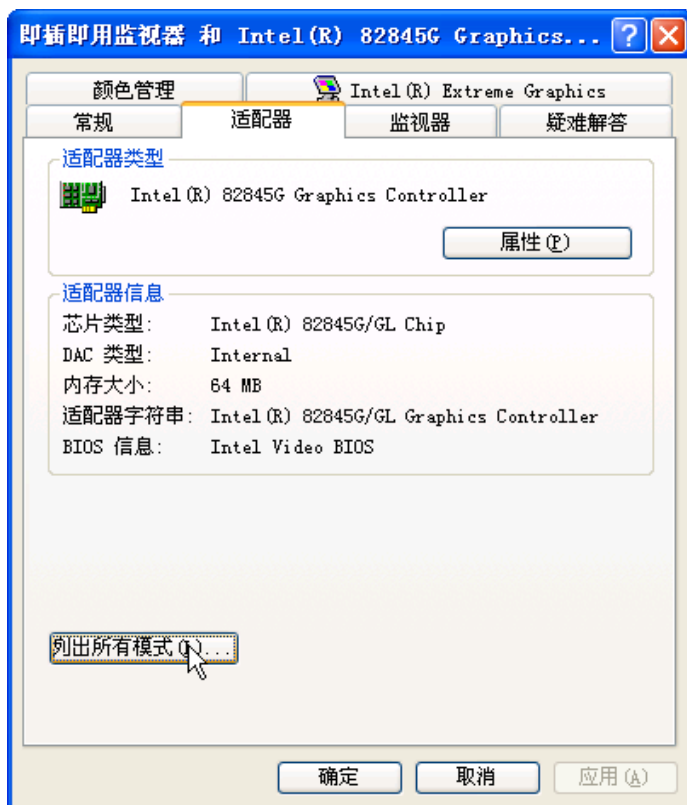 即插即用监视器 和 Intel(R) 82845G Graphics...
颜色管理 Intel(R) Extreme Graphics
常规 适配器 监视器 疑难解答
适配器类型
Intel(R) 82845G Graphics Controller
属性(P)
适配器信息
芯片类型: Intel(R) 82845G/GL Chip
DAC 类型: Internal
内存大小: 64 MB
适配器字符串: Intel(R) 82845G/GL Graphics Controller
BIOS 信息: Intel Video BIOS
列出所有模式
确定 取消 应用(A)